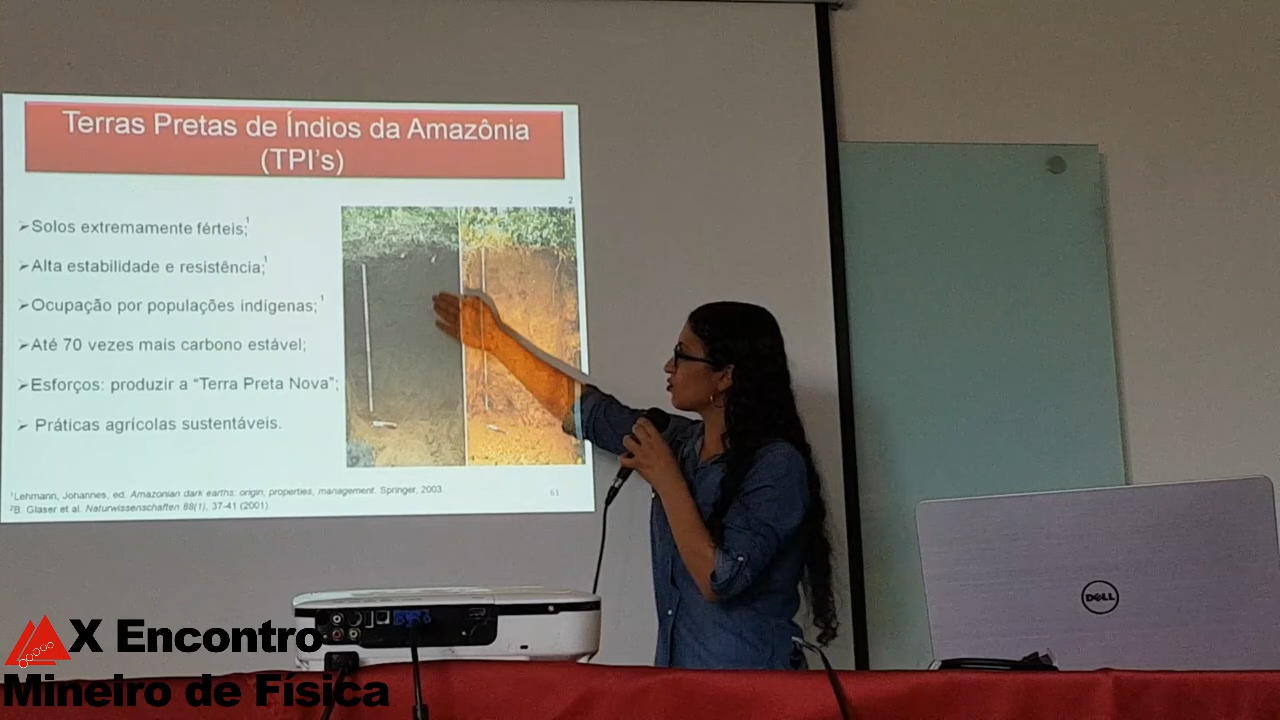 Terras Pretas de Índios da Amazônia
(TPI's)
2
➢Solos extremamente férteis;1
➢Alta estabilidade e resistência;1
➢Ocupação por populações indígenas; 1
➢Até 70 vezes mais carbono estável;
➢Esforços: produzir a “Terra Preta Nova”;
➢ Práticas agrícolas sustentáveis.
1Lehmann, Johannes, ed. Amazonian dark earths: origin, properties, management. Springer, 2003.
2B. Glaser et al. Naturwissenschaften 88(1), 37-41 (2001)
61
DELL
X Encontro
Mineiro de Física